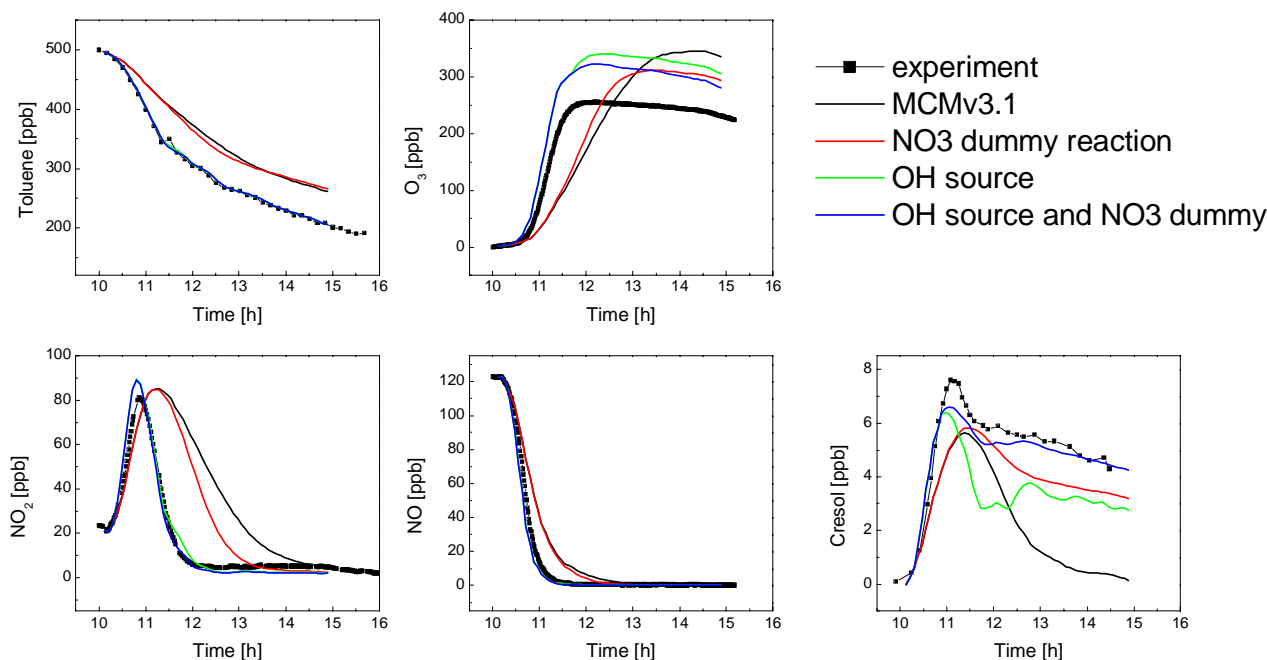 500
400
300
200
Toluene [ppb]
10 11 12 13 14 15 16
Time [h]
400
300
200
100
0
O3 [ppb]
10 11 12 13 14 15 16
Time [h]
experiment
MCMv3.1
NO3 dummy reaction
OH source
OH source and NO3 dummy
100
80
60
40
20
0
NO2 [ppb]
10 11 12 13 14 15 16
Time [h]
120
100
80
60
40
20
0
NO [ppb]
10 11 12 13 14 15 16
Time [h]
8
6
4
2
0
Cresol [ppb]
10 11 12 13 14 15 16
Time [h]